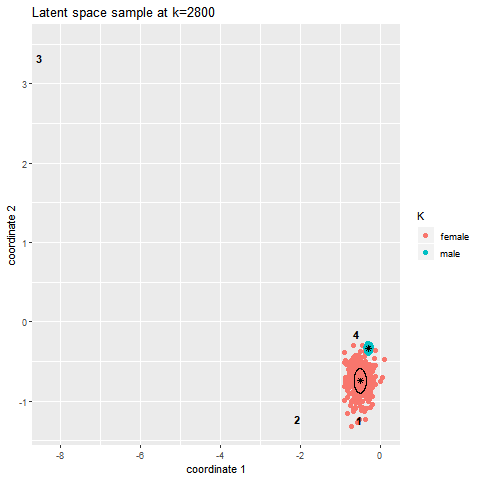 Latent space sample at k=2800
3
3
2
1
0
-1
4
2
1
-8
-6
-4
-2
0
coordinate 1
coordinate 2
K
female
male